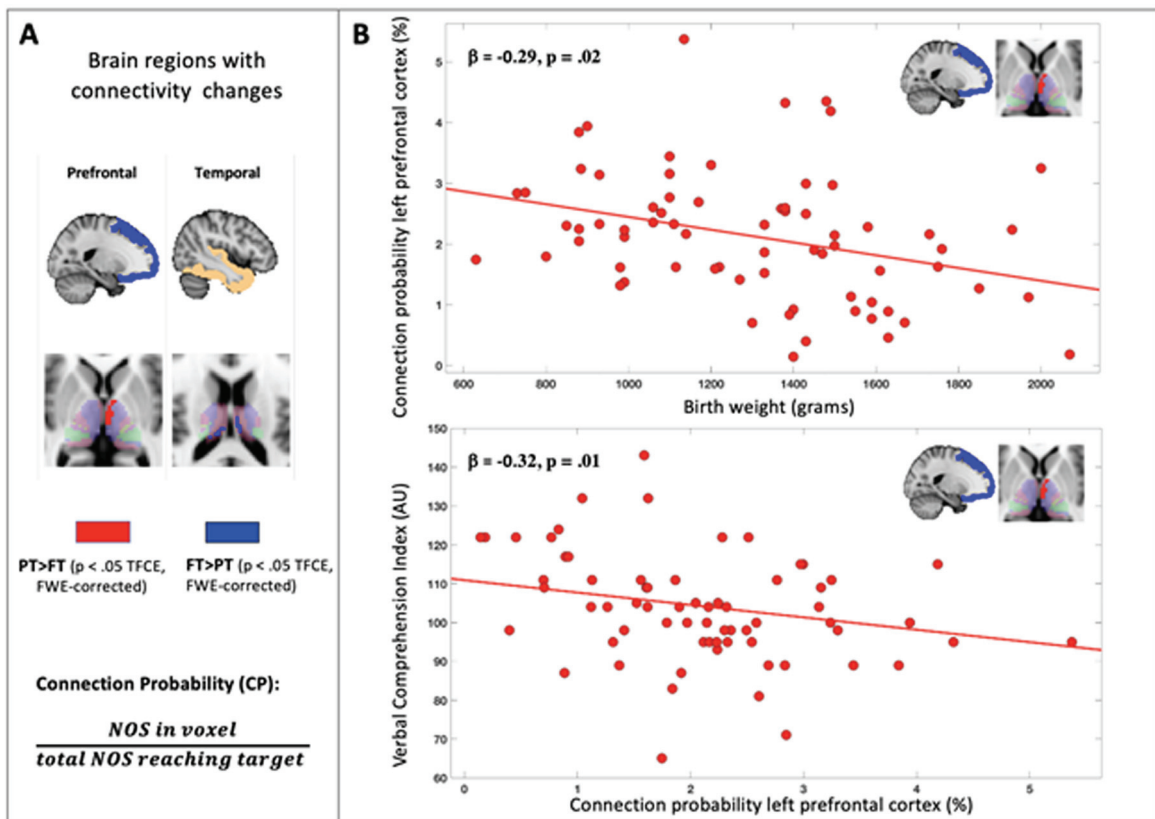 A
Brain regions with
connectivity changes
Prefrontal
Temporal
PT>FT (p < .05 TFCE,
FWE-corrected)
FT>PT (p < .05 TFCE,
FWE-corrected)
Connection Probability (CP):
NOS in voxel
total NOS reaching target
B
β = -0.29, p = .02
Connection probability left prefrontal cortex (%)
5
4
3
2
1
0
600
800
1000
1200
1400
1600
1800
2000
Birth weight (grams)
β = -0.32, p = .01
Verbal Comprehension Index (AU)
150
140
130
120
110
100
90
80
70
60
0
1
2
3
4
5
Connection probability left prefrontal cortex (%)